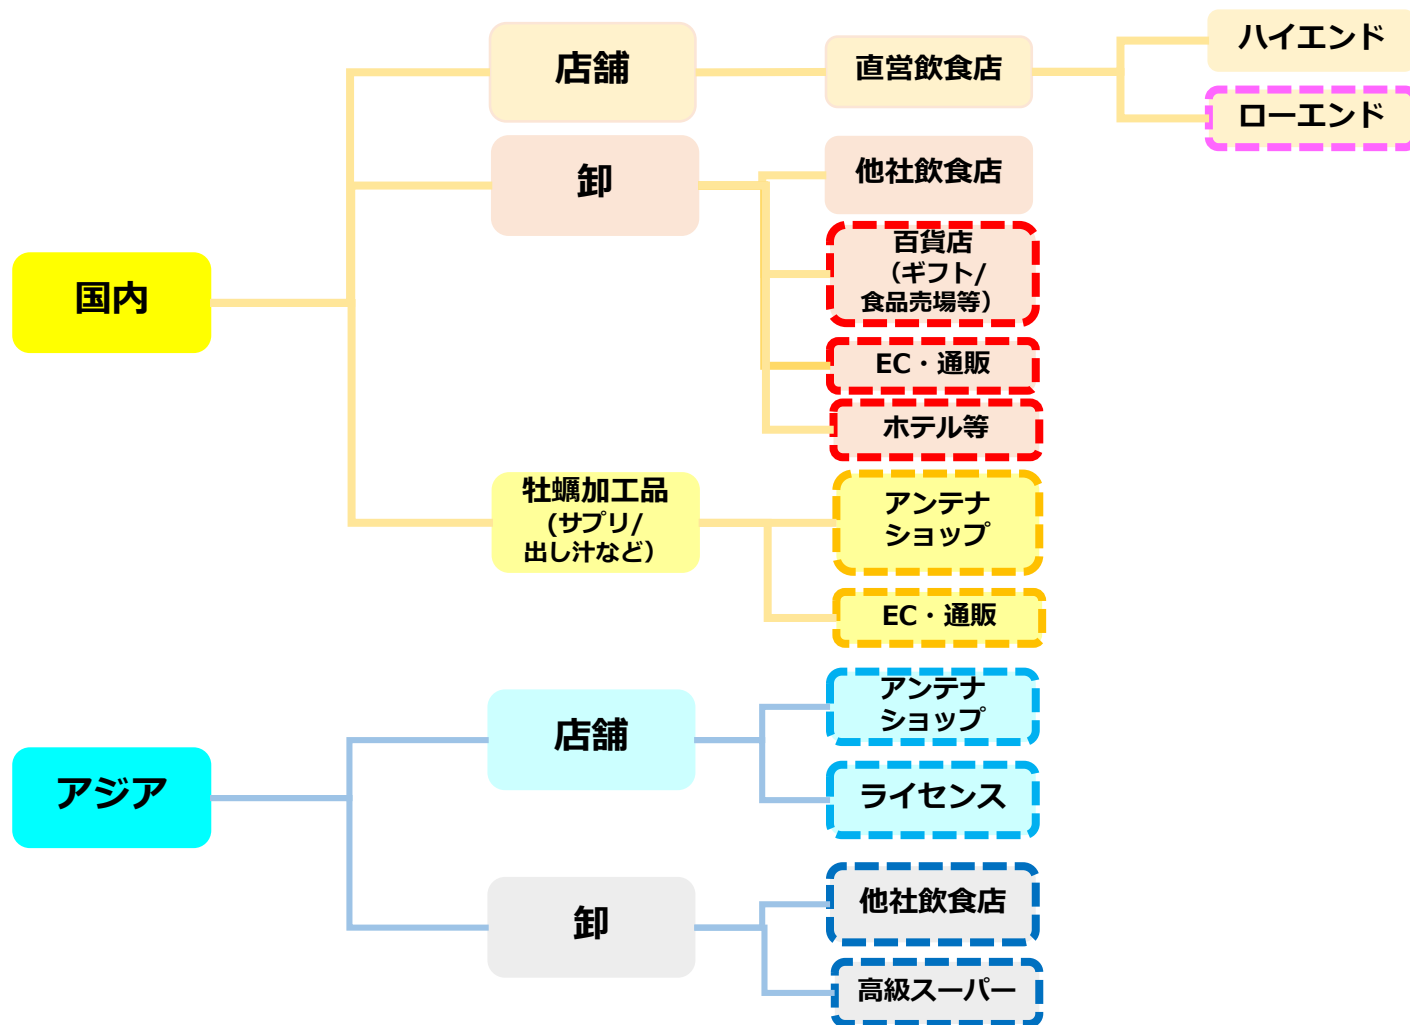 店舗
直営飲食店
ハイエンド
ローエンド
卸
他社飲食店
百貨店
（ギフト/
食品売場等）
国内
EC・通販
ホテル等
牡蠣加工品
(サプリ/
出し汁など）
アンテナ
ショップ
EC・通販
アジア
店舗
アンテナ
ショップ
ライセンス
卸
他社飲食店
高級スーパー